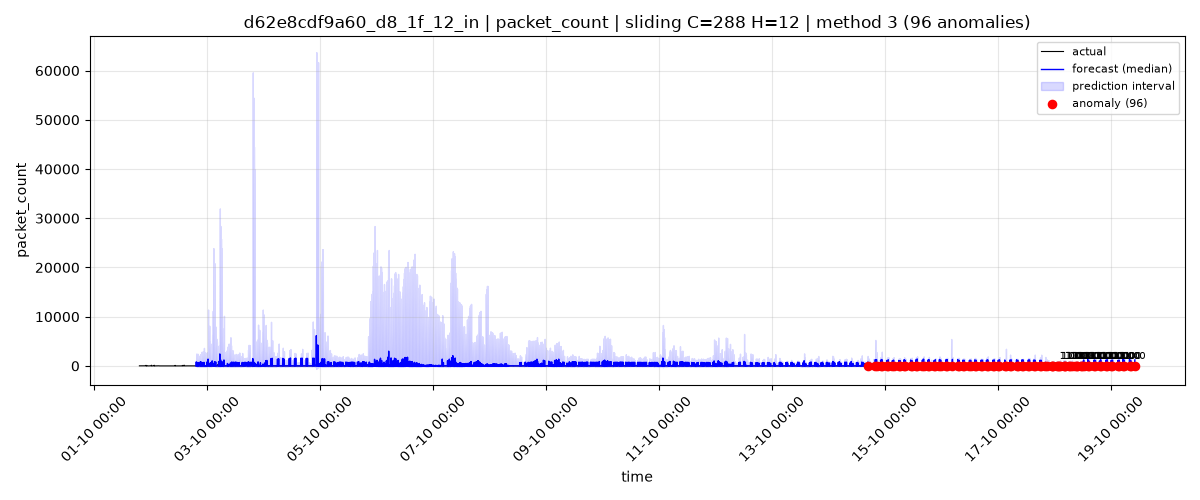 d62e8cdf9a60_d8_1f_12_in | packet_count | sliding C=288 H=12 | method 3 (96 anomalies)
actual
forecast (median)
prediction interval
anomaly (96)
packet_count
60000
50000
40000
30000
20000
10000
0
01-10 00:00
03-10 00:00
05-10 00:00
07-10 00:00
09-10 00:00
11-10 00:00
13-10 00:00
15-10 00:00
17-10 00:00
19-10 00:00
time